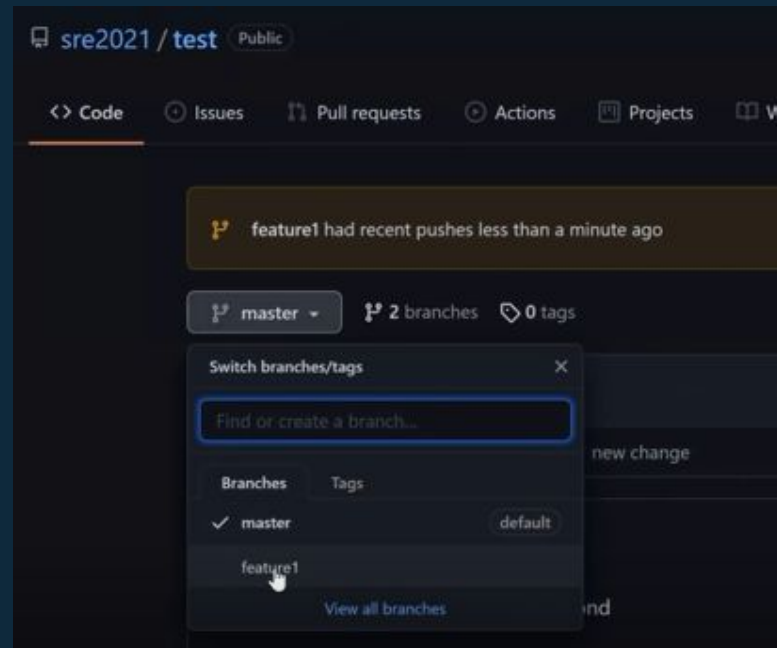 sre2021 / test Public
<> Code Issues Pull requests Actions Projects W
feature1 had recent pushes less than a minute ago
master 2 branches 0 tags
Switch branches/tags
Find or create a branch...
new change
Branches Tags
master default
feature1
View all branches
nd